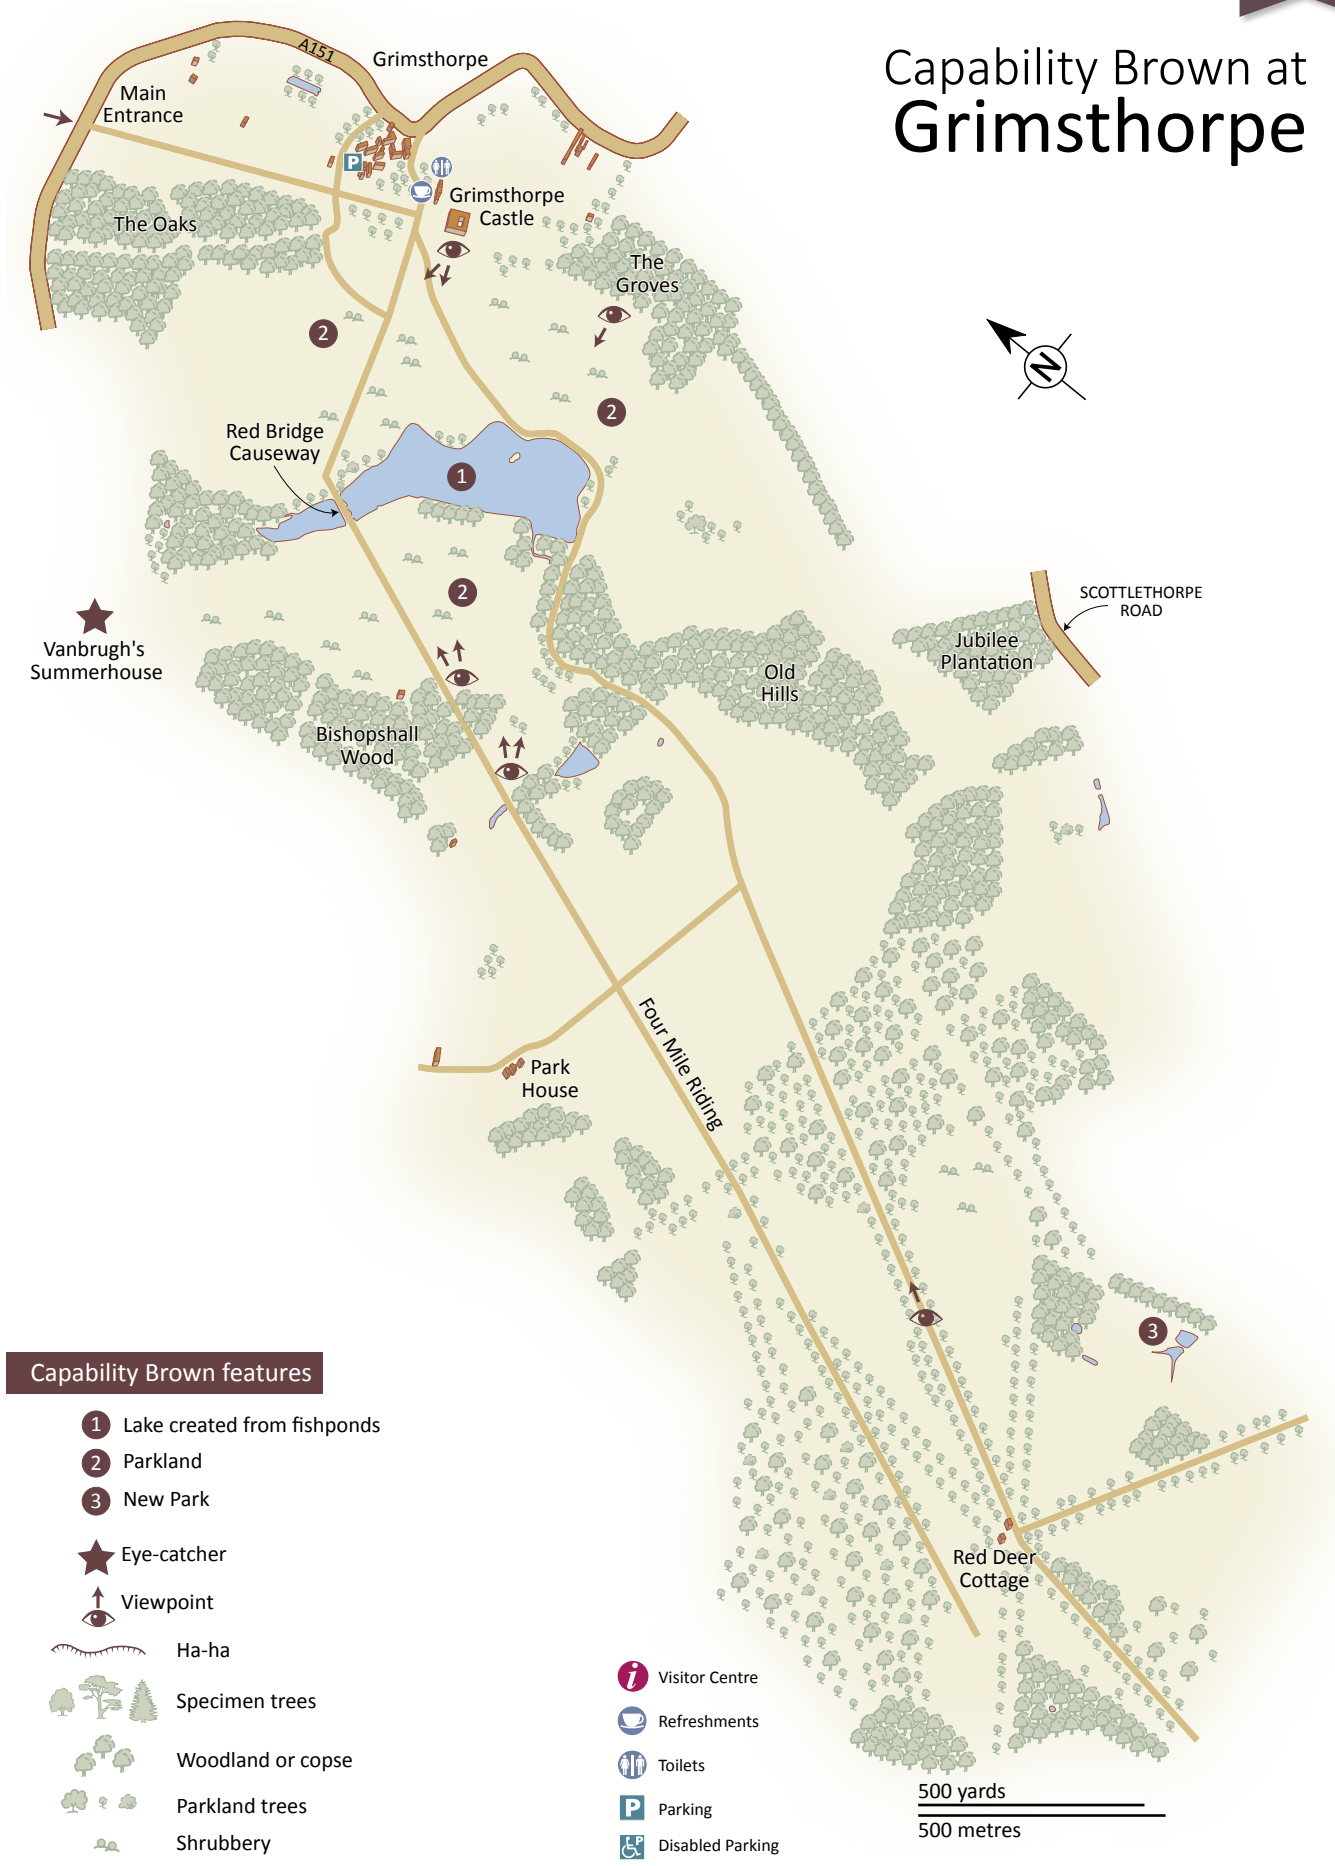 Capability Brown at
Grimsthorpe
A151
Grimsthorpe
Main
Entrance
P
Grimsthorpe
Castle
The Oaks
The
Groves
2
N
2
Red Bridge
Causeway
1
2
SCOTTLETHORPE
ROAD
Vanbrugh's
Summerhouse
Jubilee
Plantation
Old
Hills
Bishopshall
Wood
Four Mile Riding
Park
House
3
Red Deer
Cottage
Capability Brown features
1 Lake created from fishponds
2 Parkland
3 New Park
Eye-catcher
Viewpoint
Ha-ha
Specimen trees
Woodland or copse
Parkland trees
Shrubbery
i Visitor Centre
Refreshments
Toilets
P Parking
P Disabled Parking
500 yards
500 metres